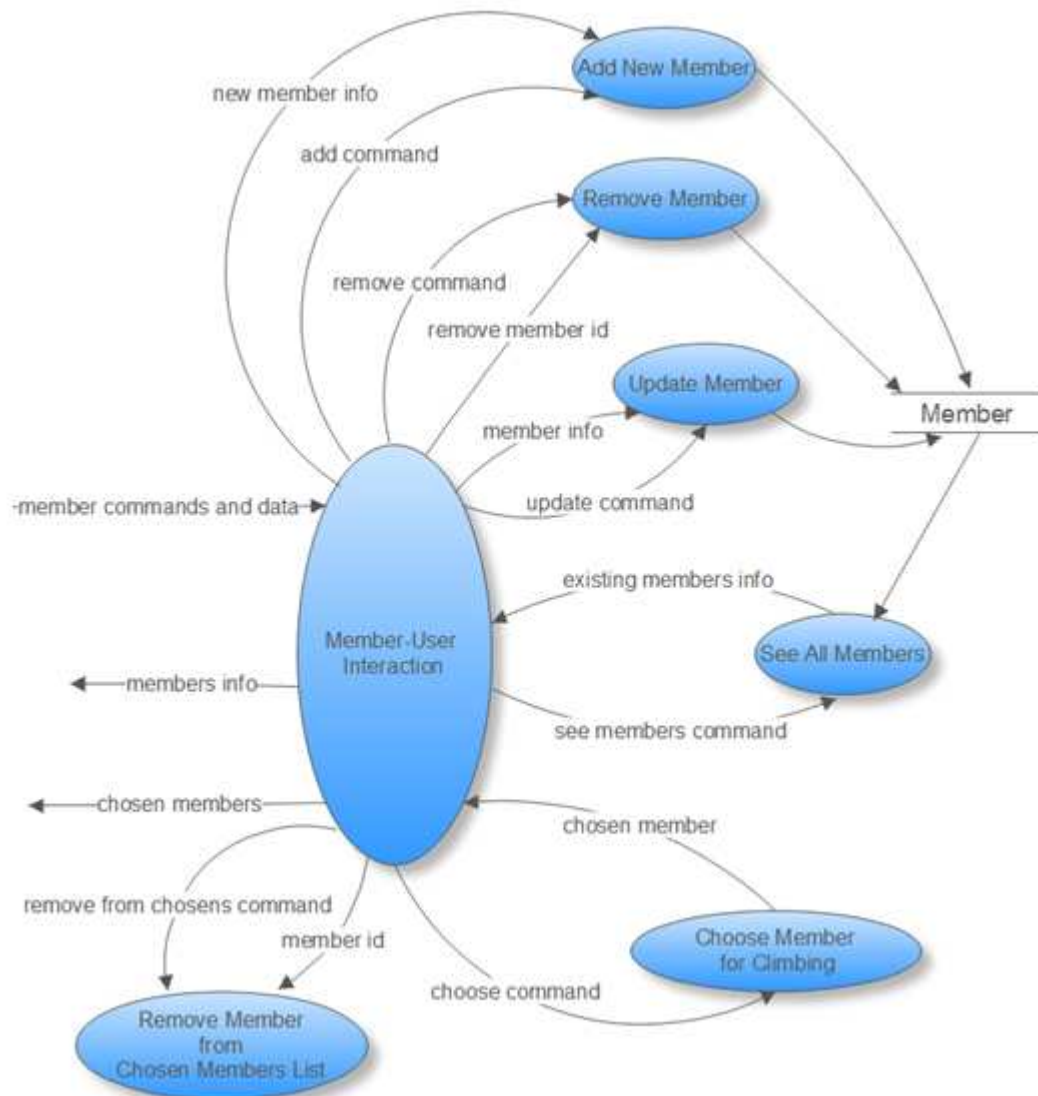 Add New Member
new member info
add command
Remove Member
remove command
remove member id
Update Member
Member
member info
update command
-member commands and data
existing members info
Member-User
Interaction
See All Members
members info
see members command
chosen members
chosen member
remove from chosens command
member id
Choose Member
for Climbing
choose command
Remove Member
from
Chosen Members List